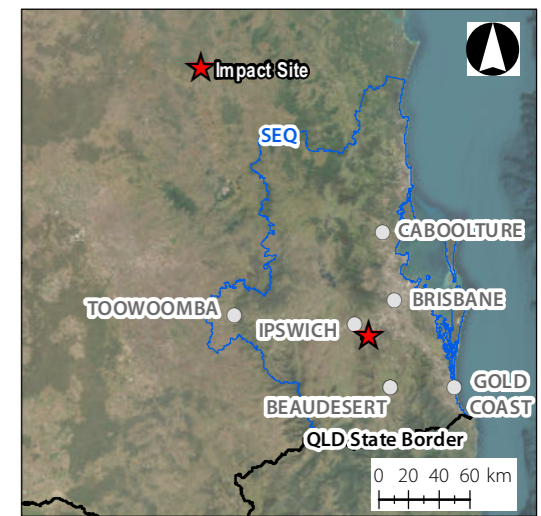 Impact Site
SEQ
CABOOLTURE
BRISBANE
TOOWOOMBA
IPSWICH
BEAUDESERT
GOLD
COAST
QLD State Border
0 20 40 60 km